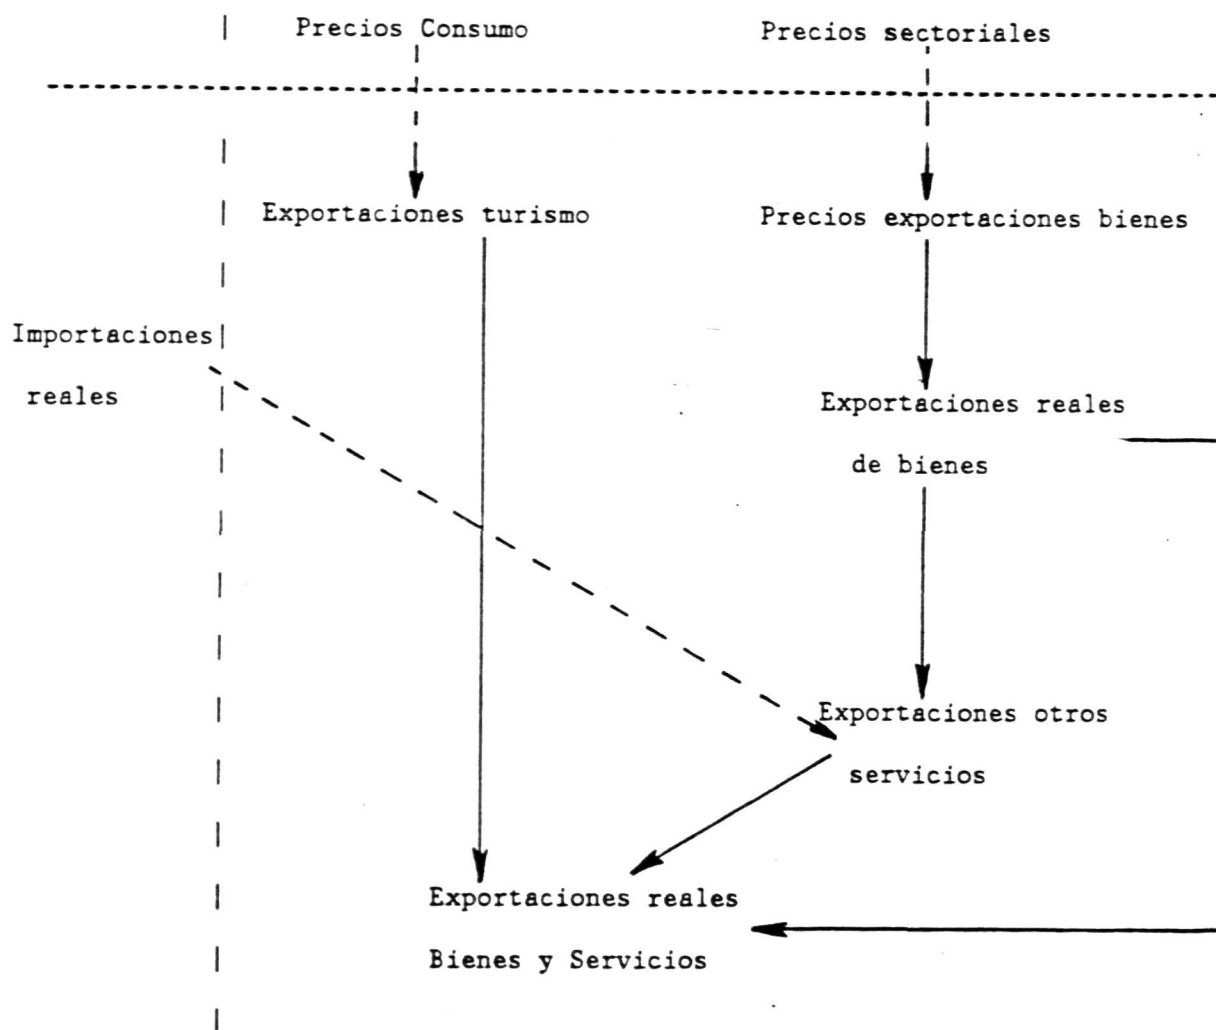 Precios Consumo
Precios sectoriales
Exportaciones turismo
Precios exportaciones bienes
Importaciones
reales
Exportaciones reales
de bienes
Exportaciones otros
servicios
Exportaciones reales
Bienes y Servicios